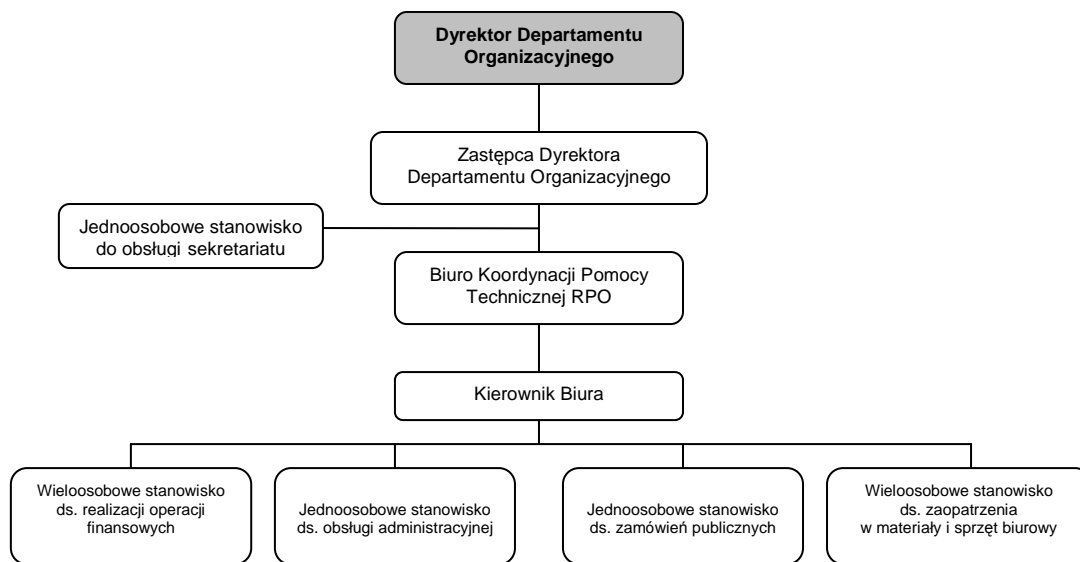 Dyrektor Departamentu
Organizacyjnego
Zastępca Dyrektora
Departamentu Organizacyjnego
Jednoosobowe stanowisko
do obsługi sekretariatu
Biuro Koordynacji Pomocy
Technicznej RPO
Kierownik Biura
Wieloosobowe stanowisko
ds. realizacji operacji
finansowych
Jednoosobowe stanowisko
ds. obsługi administracyjnej
Jednoosobowe stanowisko
ds. zamówień publicznych
Wieloosobowe stanowisko
ds. zaopatrzenia
w materiały i sprzęt biurowy